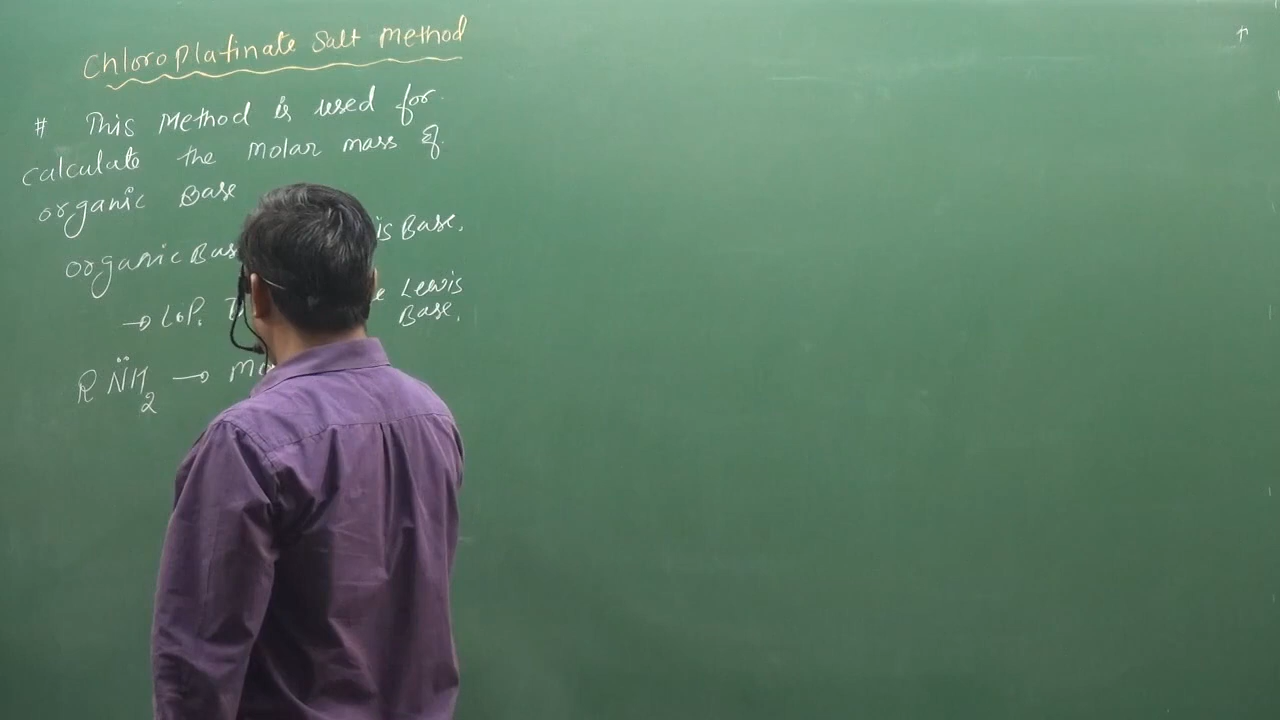 ChloroPlatinate Salt Method
# This Method is used for
calculate the Molar mass of
organic Base
organic Bas is Base.
→ L.P. e Lewis
Base.
R N̈H2 → Mo